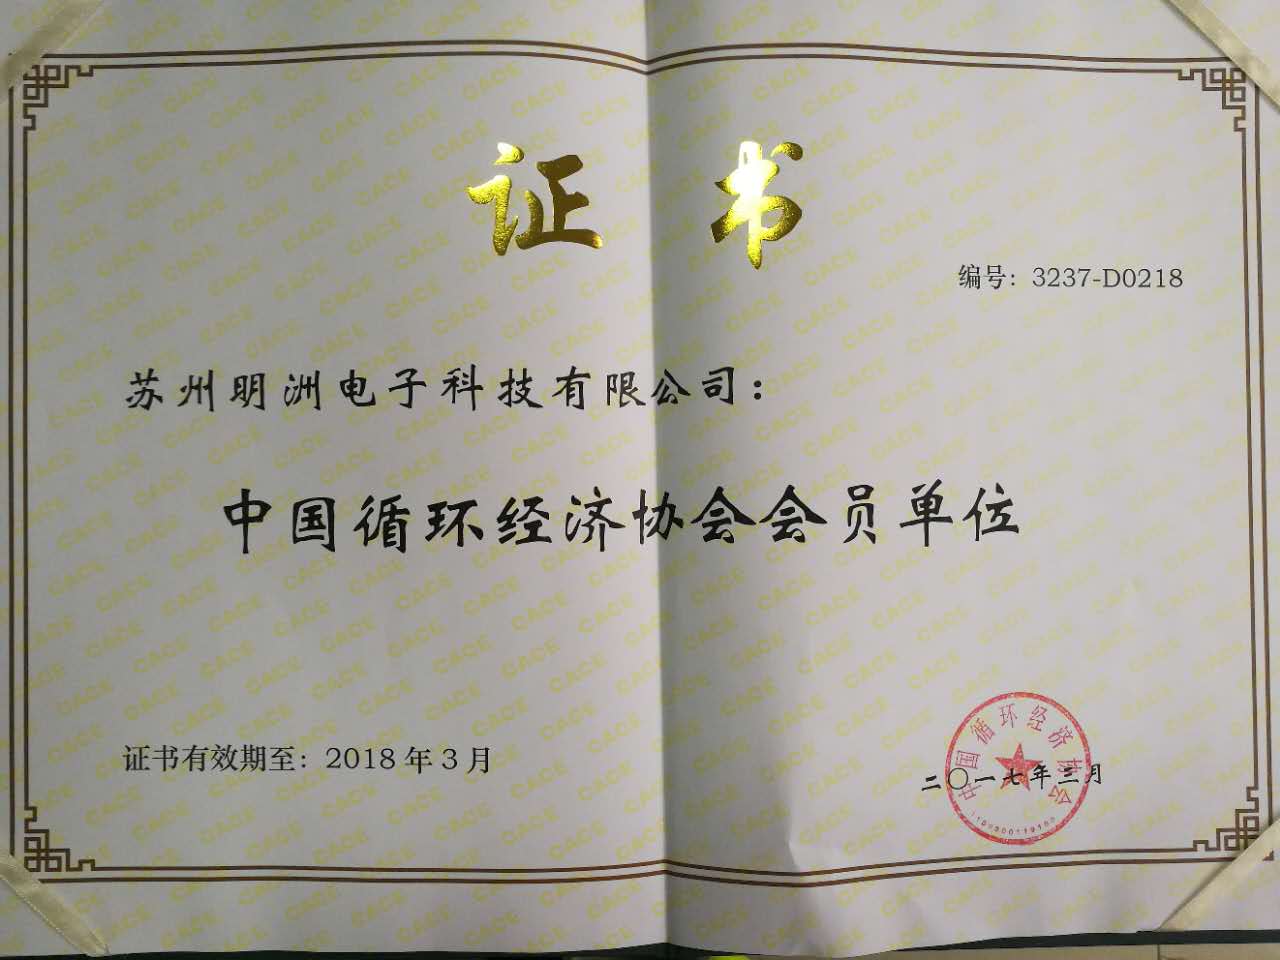 证书
编号：3237-D0218
苏州明洲电子科技有限公司：
中国循环经济协会会员单位
证书有效期至：2018年3月
二〇一七年三月
中国循环经济协会
CACE